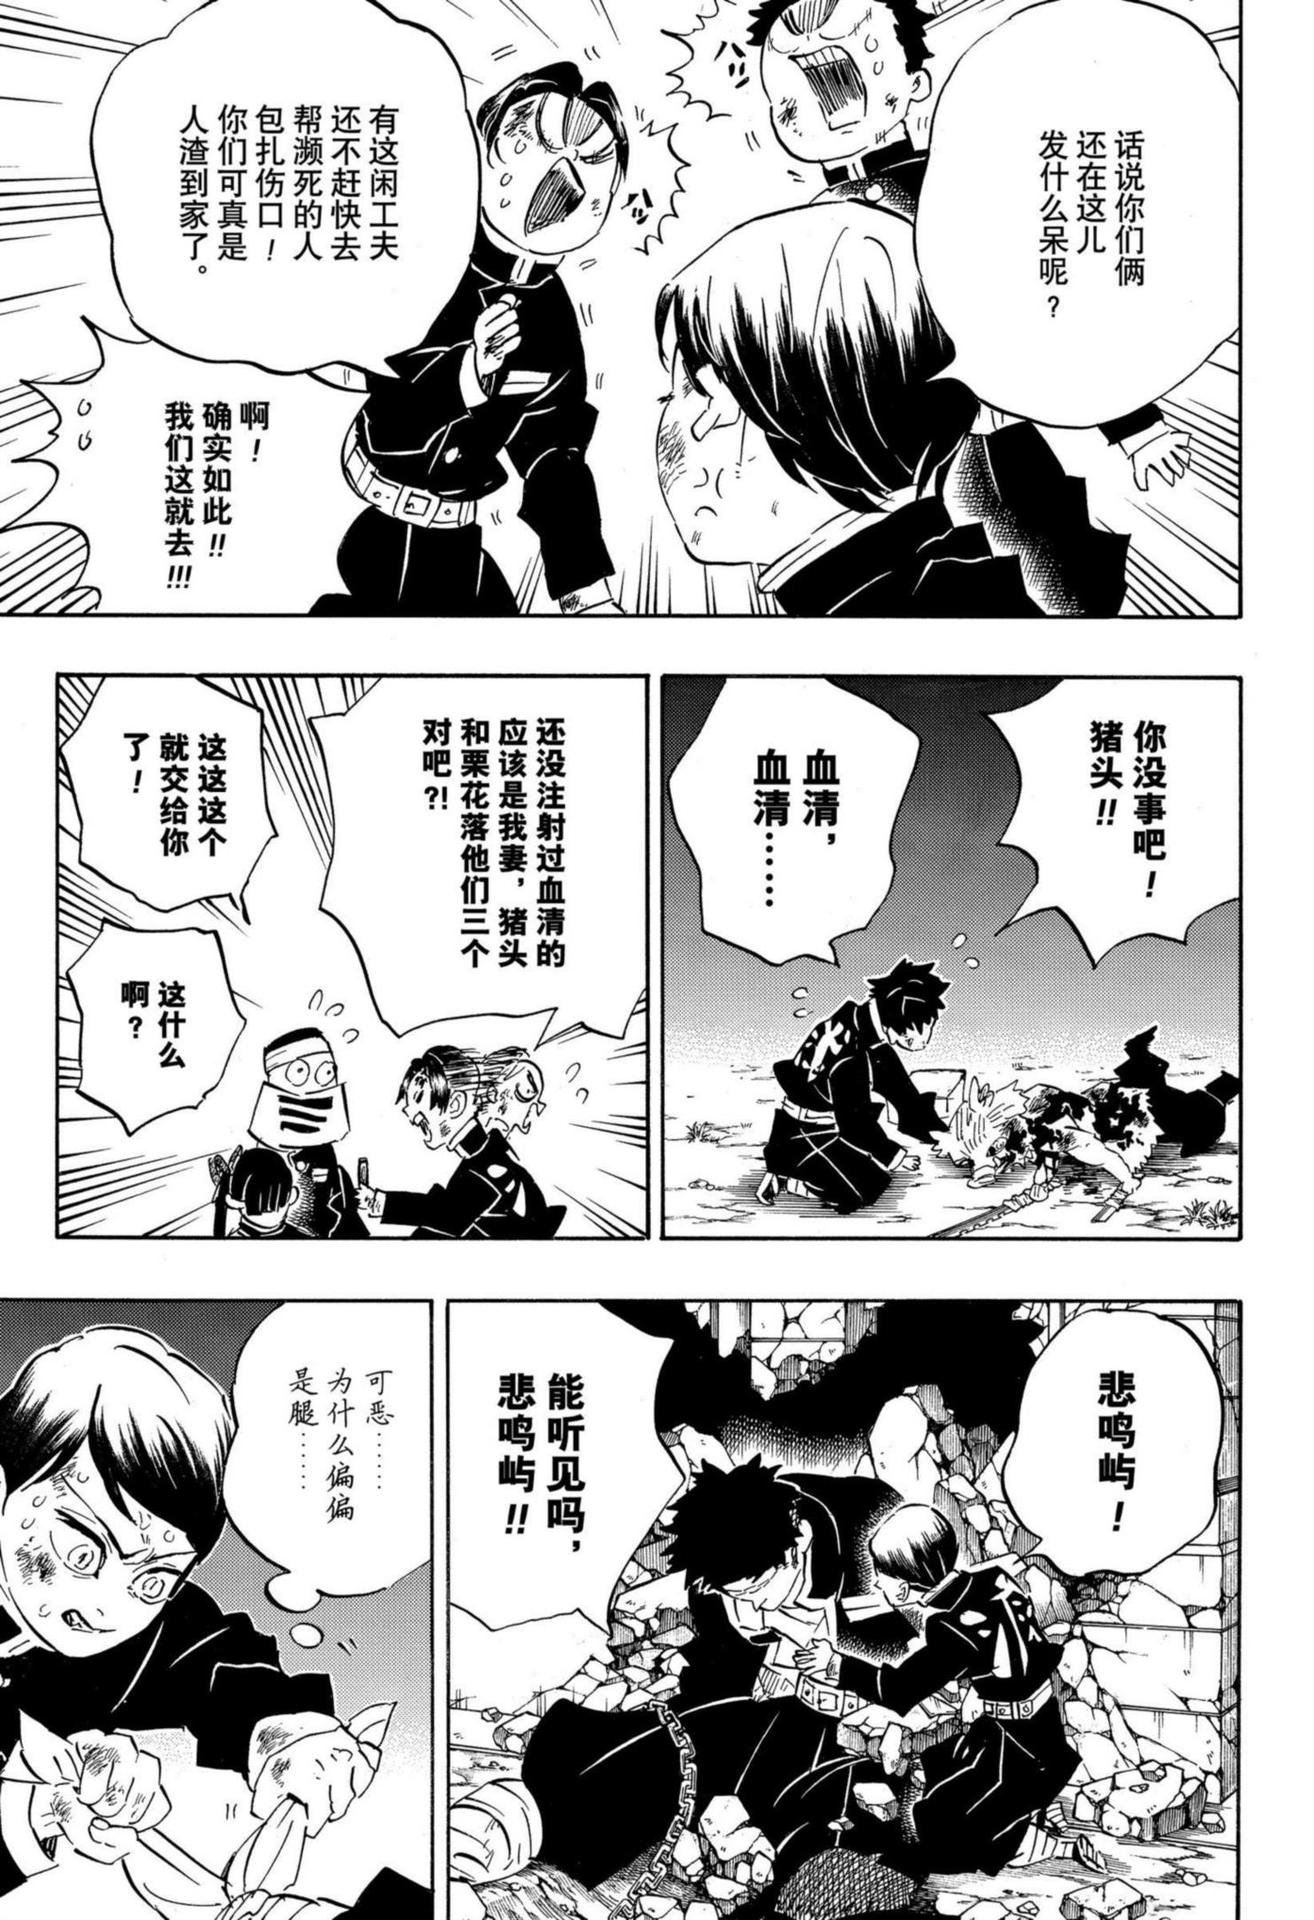 话说你们俩
还在这儿
发什么呆呢？
有这闲工夫
还不赶快去
帮濒死的人
包扎伤口！
你们可真是
人渣到家了。
啊！
确实如此!!
我们这就去!!!
你没事吧！
猪头!!
血清，
血清……
还没注射过血清的
应该是我妻，猪头
和栗花落他们三个
对吧?!
这这这个
就交给你
了！
这什么
啊？
悲鸣屿！
能听见吗，
悲鸣屿!!
可恶……
为什么偏偏
是腿……